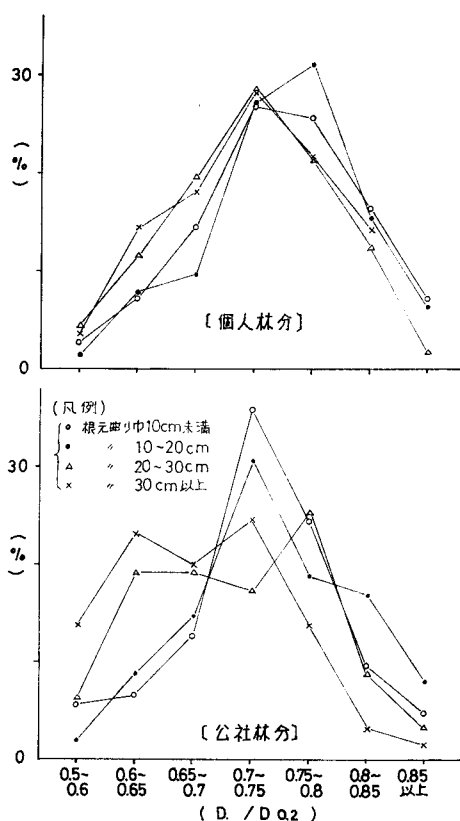 30
(%)
0
[個人林分]
(凡例)
○ 根元曲り巾10cm未満
● 〃 10~20cm
△ 〃 20~30cm
× 〃 30cm以上
30
(%)
0
[公社林分]
0.5~0.6
0.6~0.65
0.65~0.7
0.7~0.75
0.75~0.8
0.8~0.85
0.85以上
(D./D0.2)